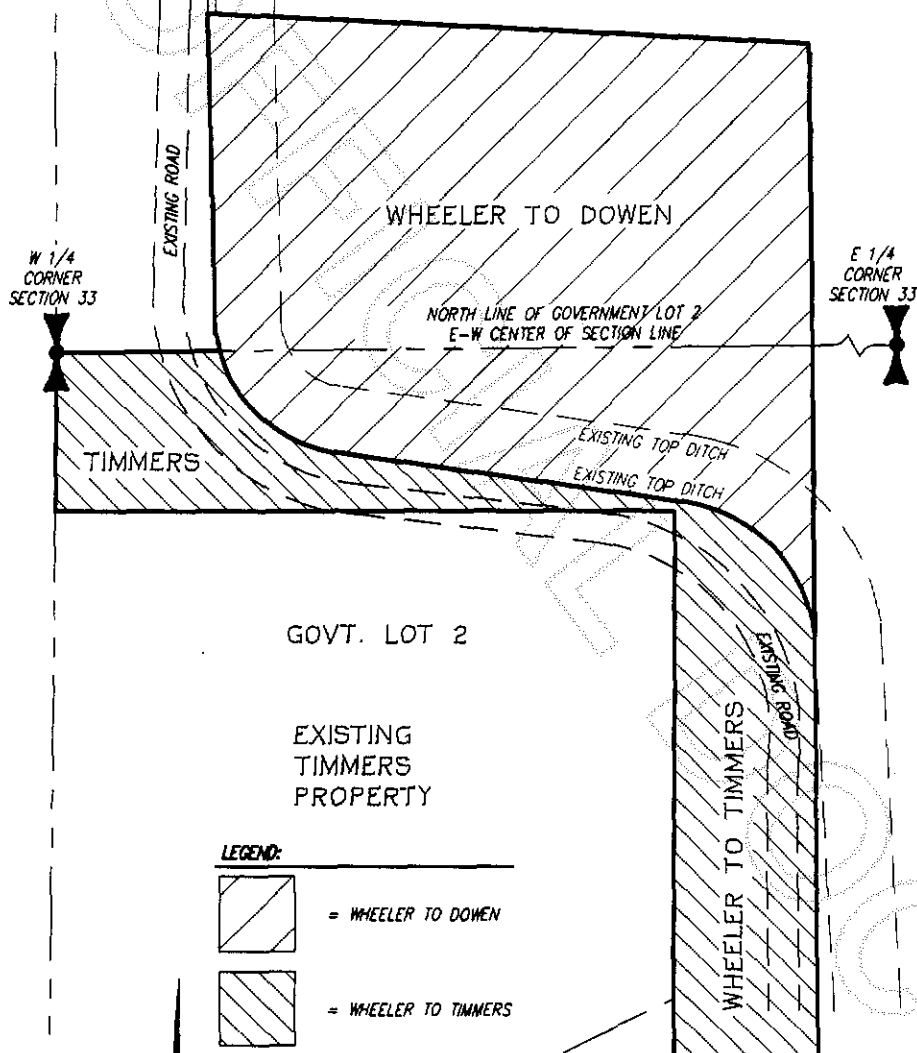 EXISTING ROAD
WHEELER TO DOWEN
W 1/4
CORNER
SECTION 33
E 1/4
CORNER
SECTION 33
NORTH LINE OF GOVERNMENT LOT 2
E-W CENTER OF SECTION LINE
EXISTING TOP DITCH
TIMMERS
EXISTING TOP DITCH
GOVT. LOT 2
EXISTING ROAD
EXISTING
TIMMERS
PROPERTY
WHEELER TO TIMMERS
LEGEND:
= WHEELER TO DOWEN
= WHEELER TO TIMMERS